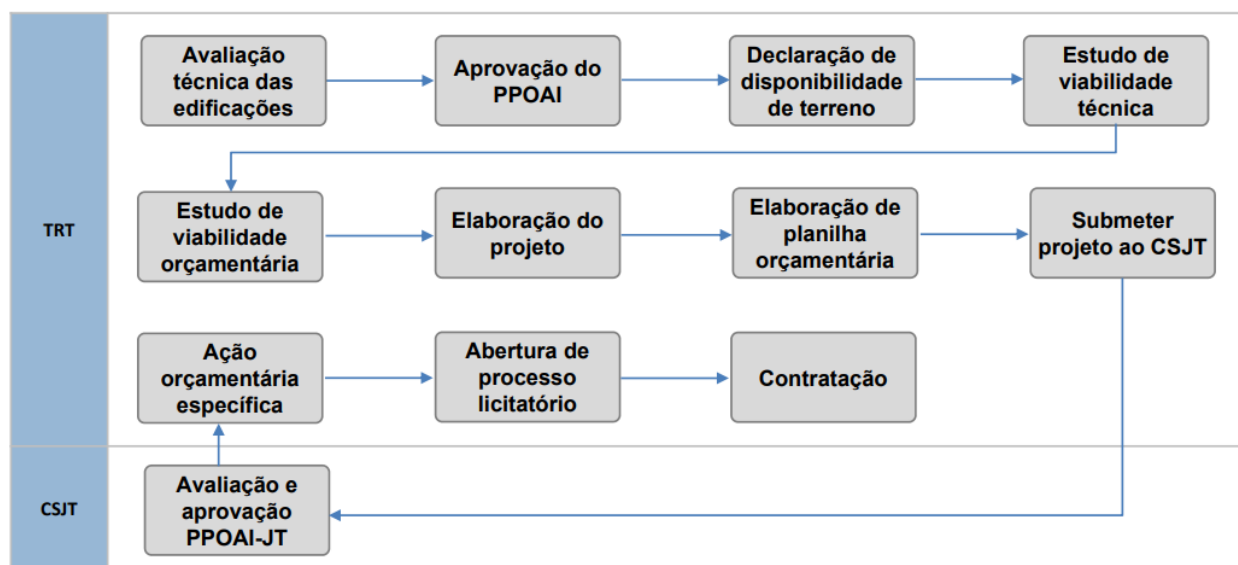 Avaliação
técnica das
edificações
Aprovação do
PPOAI
Declaração de
disponibilidade
de terreno
Estudo de
viabilidade
técnica
TRT
Estudo de
viabilidade
orçamentária
Elaboração do
projeto
Elaboração de
planilha
orçamentária
Submeter
projeto ao CSJT
Ação
orçamentária
específica
Abertura de
processo
licitatório
Contratação
CSJT
Avaliação e
aprovação
PPOAI-JT